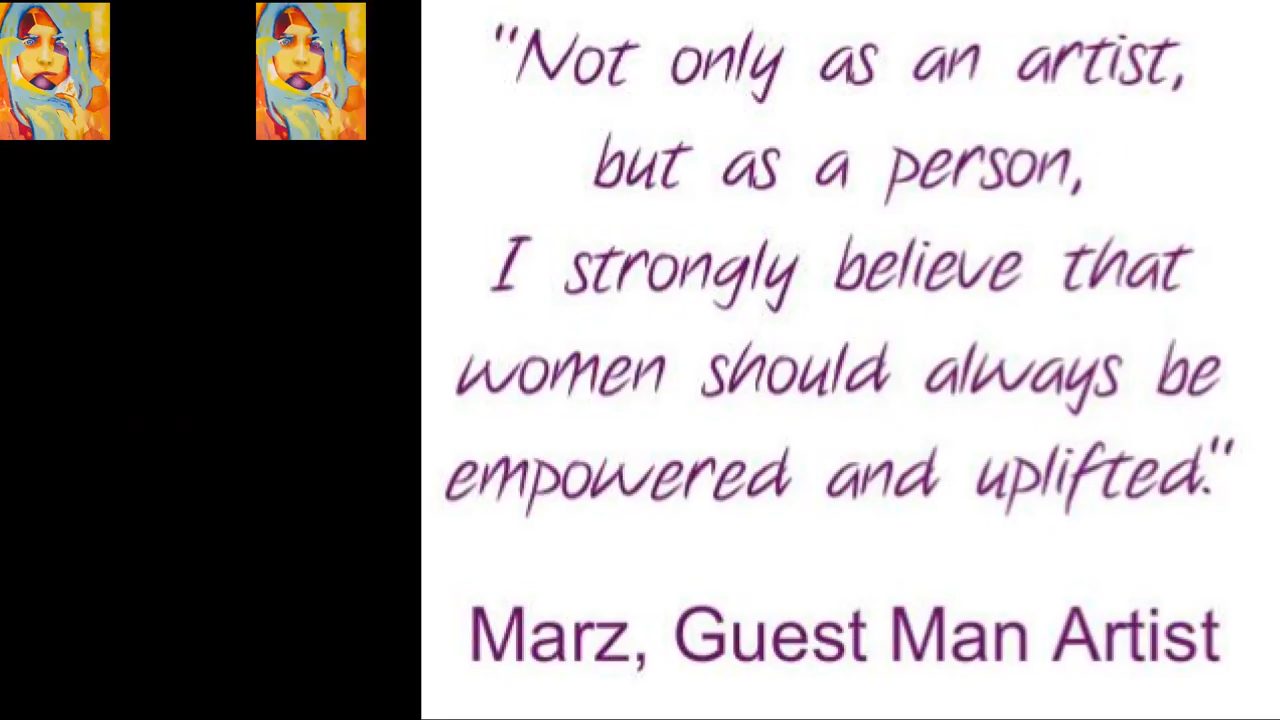 "Not only as an artist,
but as a person,
I strongly believe that
women should always be
empowered and uplifted."
Marz, Guest Man Artist